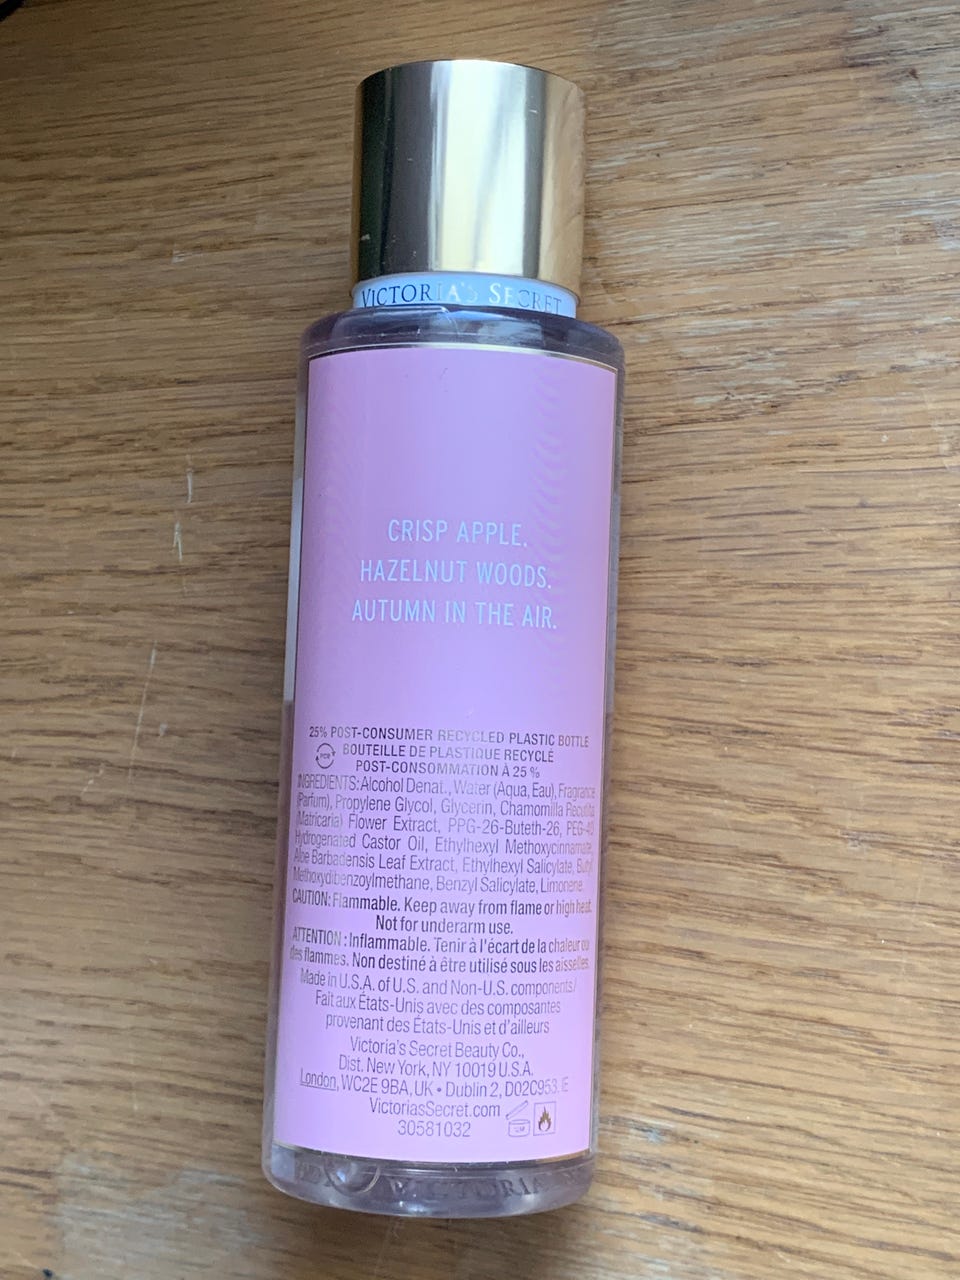 VICTORIA'S SECRET
CRISP APPLE.
HAZELNUT WOODS.
AUTUMN IN THE AIR.
25% POST-CONSUMER RECYCLED PLASTIC BOTTLE
PCR BOUTEILLE DE PLASTIQUE RECYCLÉ
POST-CONSOMMATION À 25 %
INGREDIENTS: Alcohol Denat., Water (Aqua, Eau), Fragrance
(Parfum), Propylene Glycol, Glycerin, Chamomilla Recutita
(Matricaria) Flower Extract, PPG-26-Buteth-26, PEG-40
Hydrogenated Castor Oil, Ethylhexyl Methoxycinnamate,
Aloe Barbadensis Leaf Extract, Ethylhexyl Salicylate, Butyl
Methoxydibenzoylmethane, Benzyl Salicylate, Limonene.
CAUTION: Flammable. Keep away from flame or high heat.
Not for underarm use.
ATTENTION : Inflammable. Tenir à l'écart de la chaleur ou
des flammes. Non destiné à être utilisé sous les aisselles.
Made in U.S.A. of U.S. and Non-U.S. components/
Fait aux États-Unis avec des composantes
provenant des États-Unis et d'ailleurs
Victoria's Secret Beauty Co.,
Dist. New York, NY 10019 U.S.A.
London, WC2E 9BA, UK • Dublin 2, D02C953, IE
VictoriasSecret.com
30581032
VICTORIA